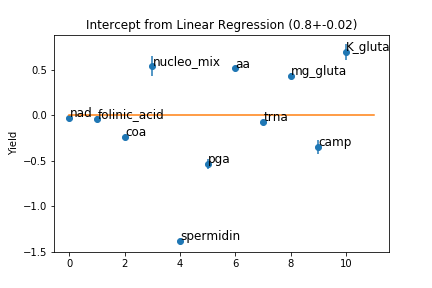 Intercept from Linear Regression (0.8+-0.02)
K_gluta
nucleo_mix
aa
mg_gluta
nad
folinic_acid
trna
coa
camp
pga
spermidin
Yield
0.5
0.0
−0.5
−1.0
−1.5
0 2 4 6 8 10